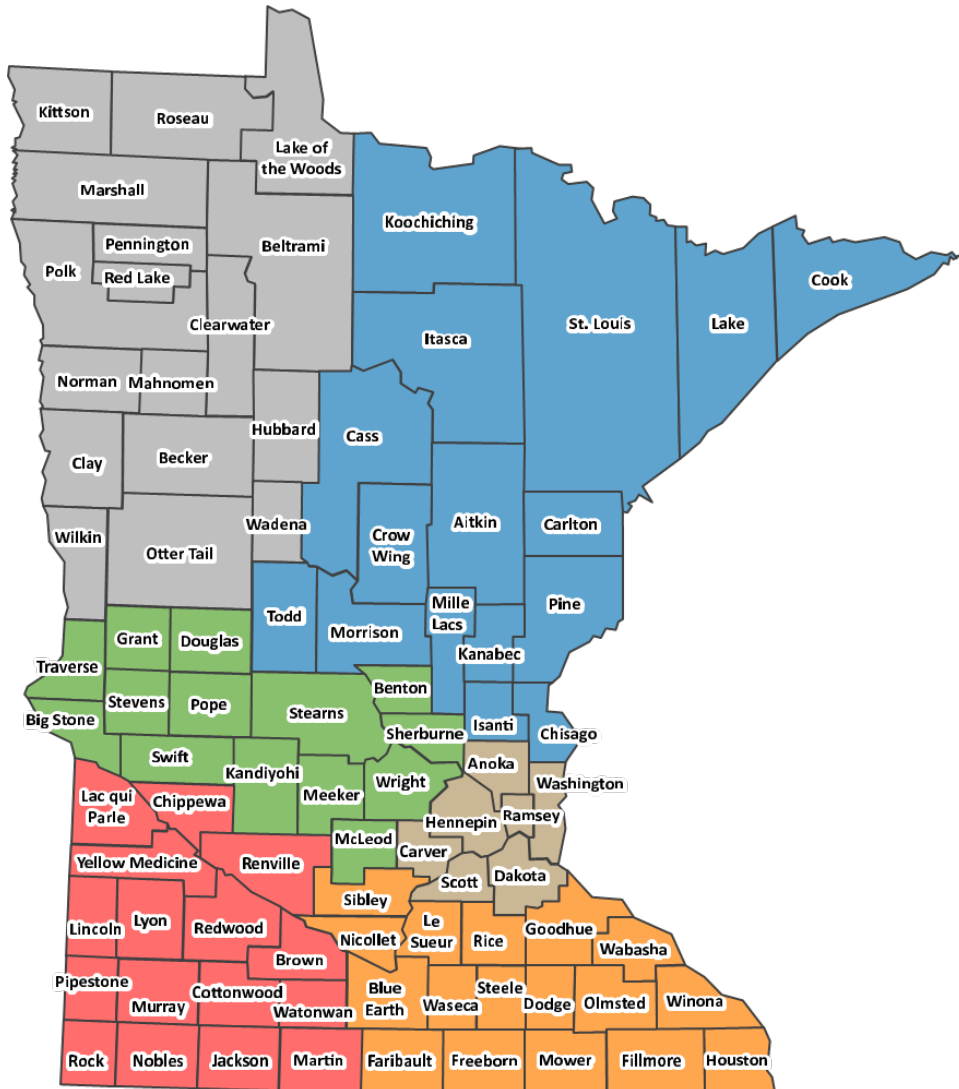 Kittson
Roseau
Lake of
the Woods
Marshall
Koochiching
Pennington
Beltrami
Polk
Red Lake
Cook
Clearwater
St. Louis
Lake
Itasca
Norman
Mahnomen
Hubbard
Cass
Clay
Becker
Wadena
Aitkin
Carlton
Wilkin
Crow
Wing
Otter Tail
Mille
Lacs
Pine
Todd
Morrison
Grant
Douglas
Kanabec
Traverse
Benton
Stevens
Pope
Stearns
Big Stone
Sherburne
Isanti
Chisago
Swift
Kandiyohi
Anoka
Wright
Washington
Meeker
Lac qui
Parle
Chippewa
Hennepin
Ramsey
McLeod
Carver
Yellow Medicine
Renville
Scott
Dakota
Sibley
Lincoln
Lyon
Redwood
Nicollet
Le
Sueur
Rice
Goodhue
Wabasha
Brown
Pipestone
Murray
Cottonwood
Watonwan
Blue
Earth
Waseca
Steele
Dodge
Olmsted
Winona
Rock
Nobles
Jackson
Martin
Faribault
Freeborn
Mower
Fillmore
Houston